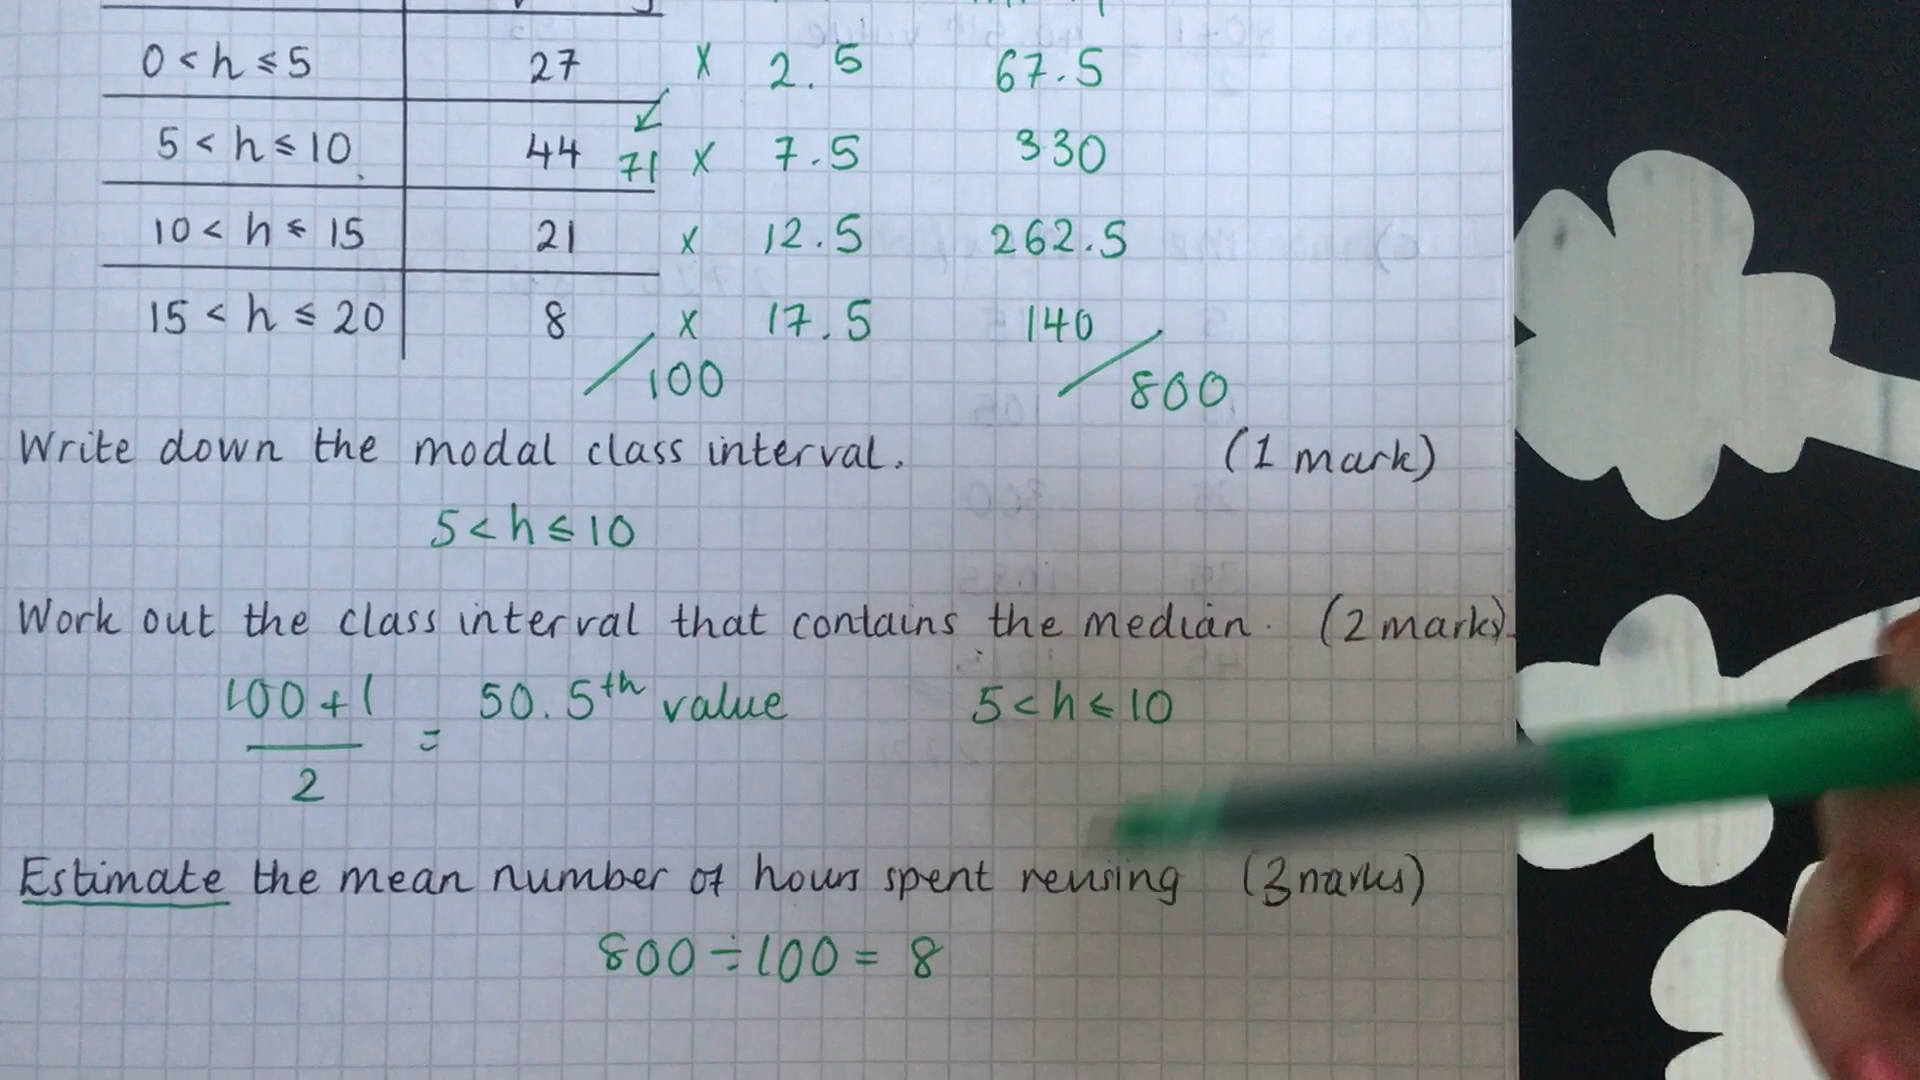 0 < h ≤ 5 27 x 2.5 67.5
5 < h ≤ 10 44 71 x 7.5 330
10 < h ≤ 15 21 x 12.5 262.5
15 < h ≤ 20 8 x 17.5 140
100 800
Write down the modal class interval. (1 mark)
5 < h ≤ 10
Work out the class interval that contains the median. (2 marks)
100 + 1 / 2 = 50.5th value 5 < h ≤ 10
Estimate the mean number of hours spent revising (3 marks)
800 ÷ 100 = 8